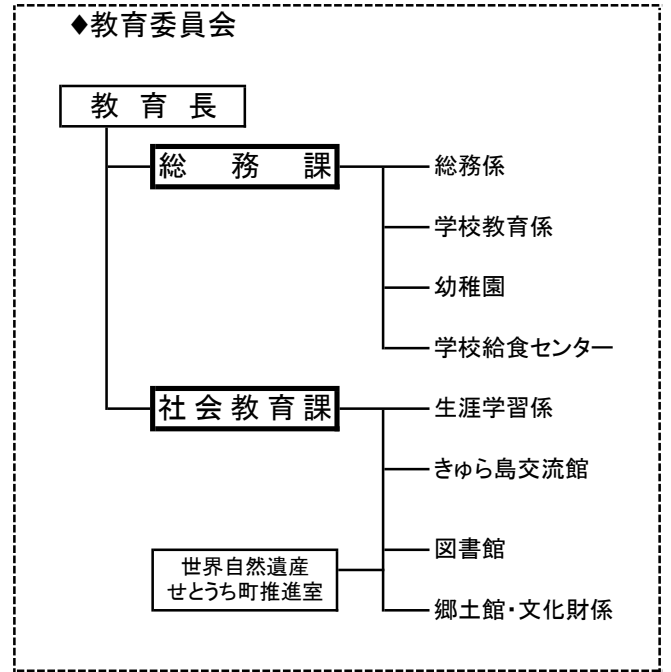 ◆教育委員会
教育長
総務課
総務係
学校教育係
幼稚園
学校給食センター
社会教育課
生涯学習係
きゅら島交流館
図書館
世界自然遺産
せとうち町推進室
郷土館・文化財係